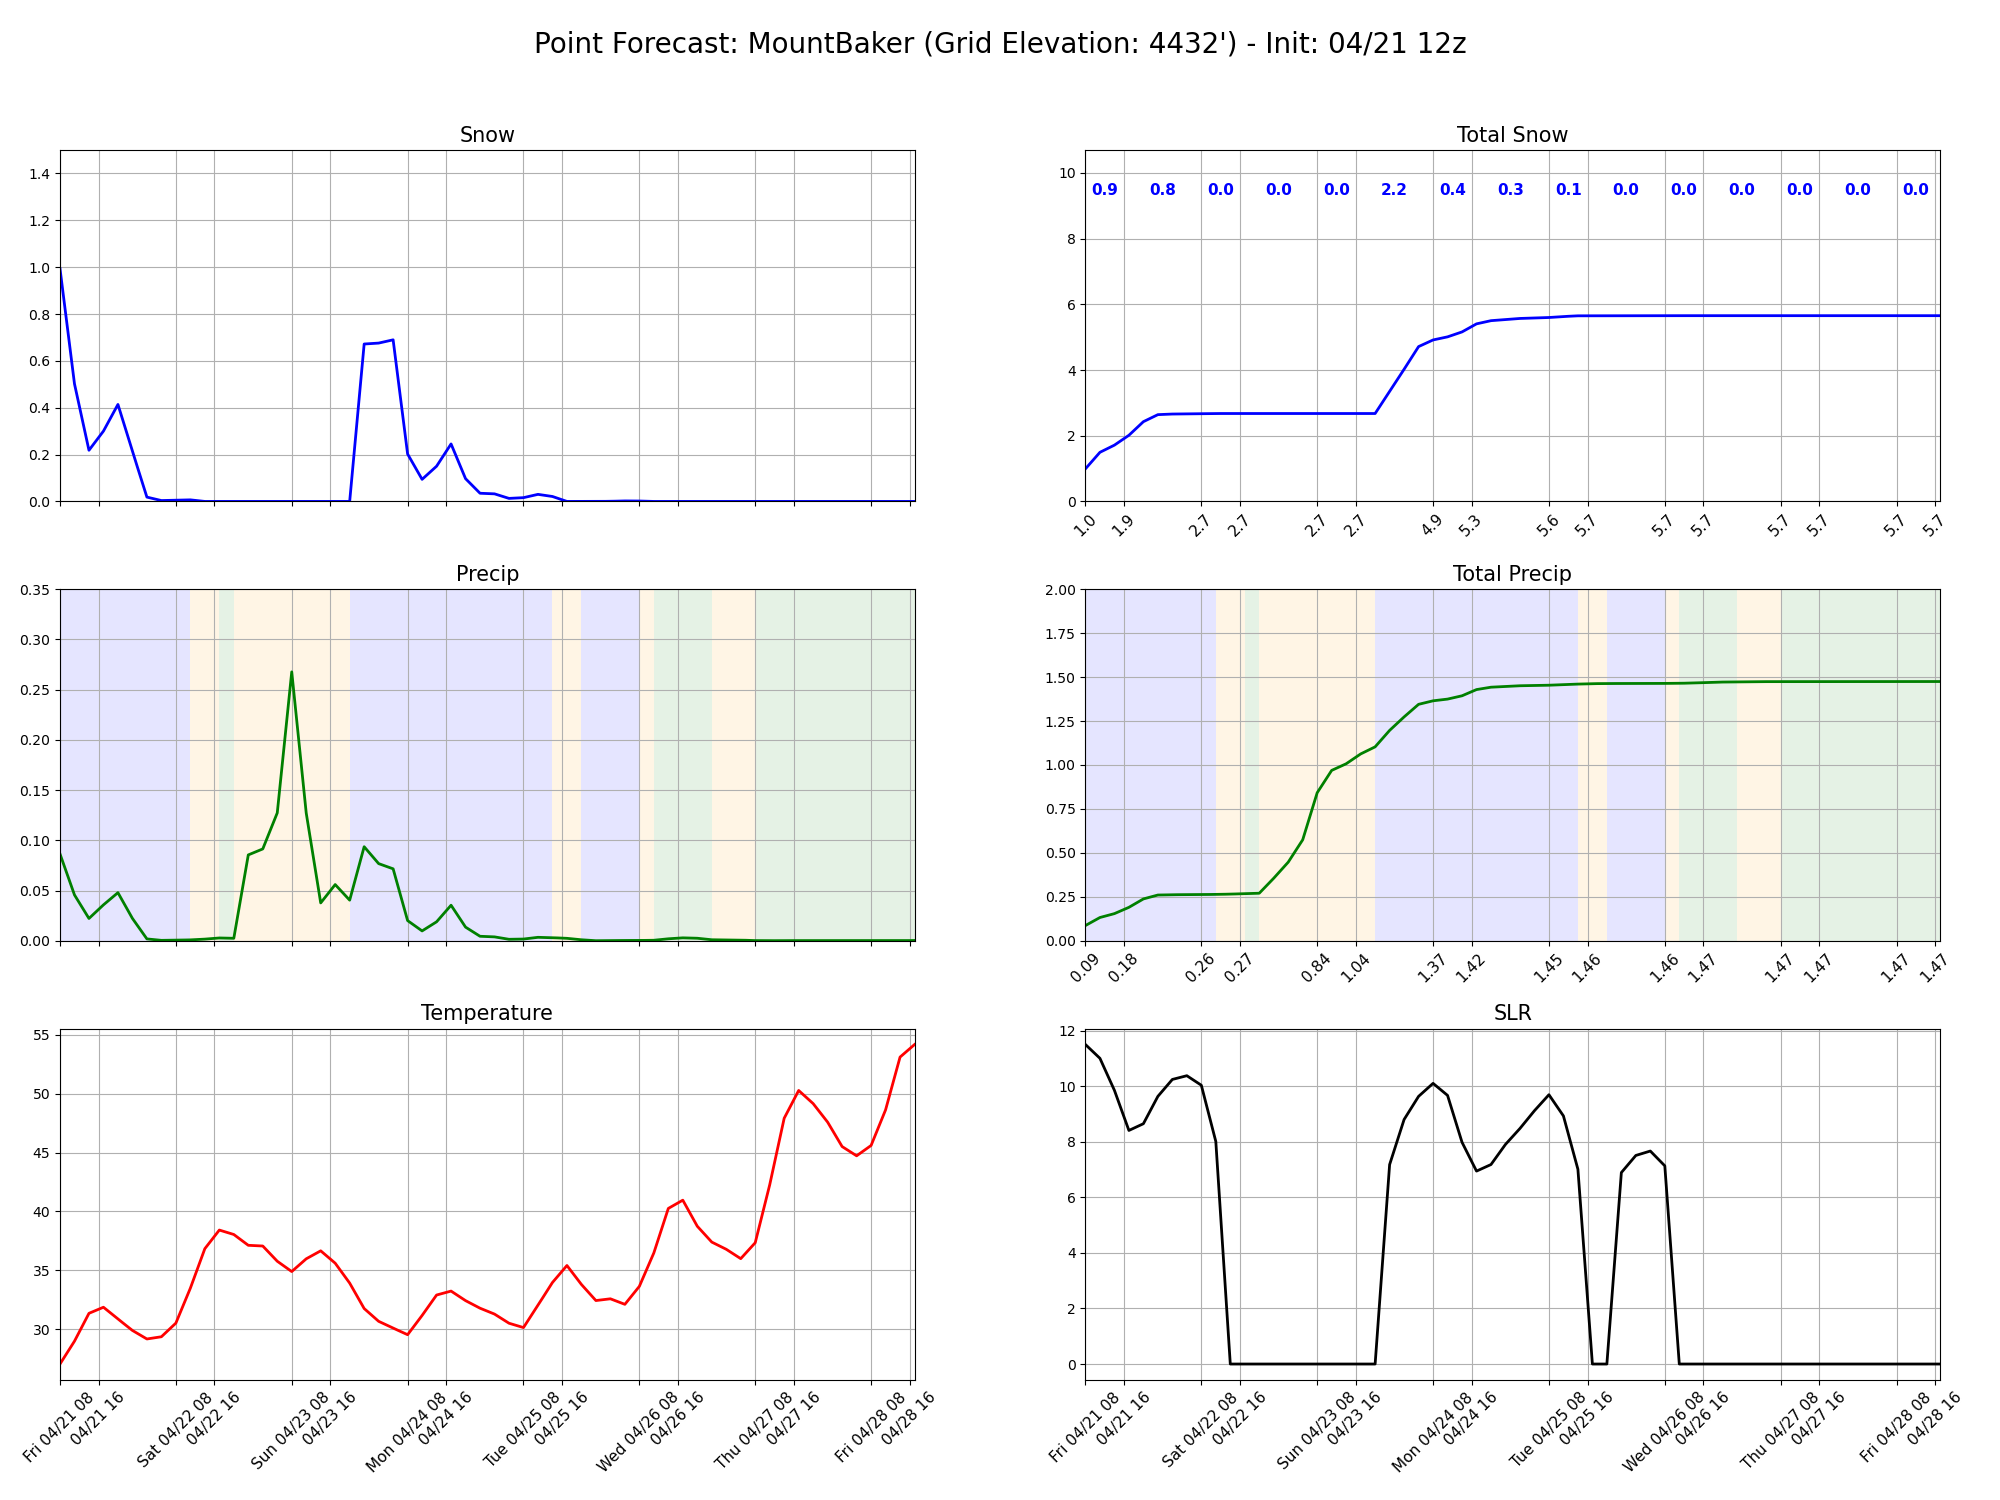 Point Forecast: MountBaker (Grid Elevation: 4432') - Init: 04/21 12z
Snow
1.4
1.2
1.0
0.8
0.6
0.4
0.2
0.0
Total Snow
10
8
6
4
2
0
0.9 0.8 0.0 0.0 0.0 2.2 0.4 0.3 0.1 0.0 0.0 0.0 0.0 0.0 0.0
1.0 1.9 2.7 2.7 2.7 2.7 4.9 5.3 5.6 5.7 5.7 5.7 5.7 5.7 5.7 5.7
Precip
0.35
0.30
0.25
0.20
0.15
0.10
0.05
0.00
Total Precip
2.00
1.75
1.50
1.25
1.00
0.75
0.50
0.25
0.00
0.09 0.18 0.26 0.27 0.84 1.04 1.37 1.42 1.45 1.46 1.46 1.47 1.47 1.47 1.47 1.47
Temperature
55
50
45
40
35
30
Fri 04/21 08
04/21 16
Sat 04/22 08
04/22 16
Sun 04/23 08
04/23 16
Mon 04/24 08
04/24 16
Tue 04/25 08
04/25 16
Wed 04/26 08
04/26 16
Thu 04/27 08
04/27 16
Fri 04/28 08
04/28 16
SLR
12
10
8
6
4
2
0
Fri 04/21 08
04/21 16
Sat 04/22 08
04/22 16
Sun 04/23 08
04/23 16
Mon 04/24 08
04/24 16
Tue 04/25 08
04/25 16
Wed 04/26 08
04/26 16
Thu 04/27 08
04/27 16
Fri 04/28 08
04/28 16